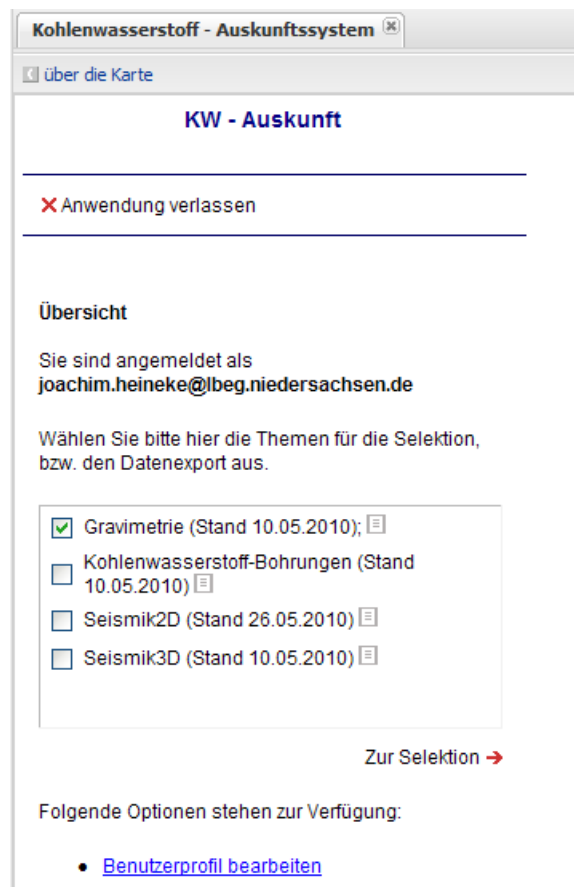 Kohlenwasserstoff - Auskunftssystem
über die Karte
KW - Auskunft
Anwendung verlassen
Übersicht
Sie sind angemeldet als
joachim.heineke@lbeg.niedersachsen.de
Wählen Sie bitte hier die Themen für die Selektion,
bzw. den Datenexport aus.
Gravimetrie (Stand 10.05.2010);
Kohlenwasserstoff-Bohrungen (Stand
10.05.2010)
Seismik2D (Stand 26.05.2010)
Seismik3D (Stand 10.05.2010)
Zur Selektion
Folgende Optionen stehen zur Verfügung:
Benutzerprofil bearbeiten